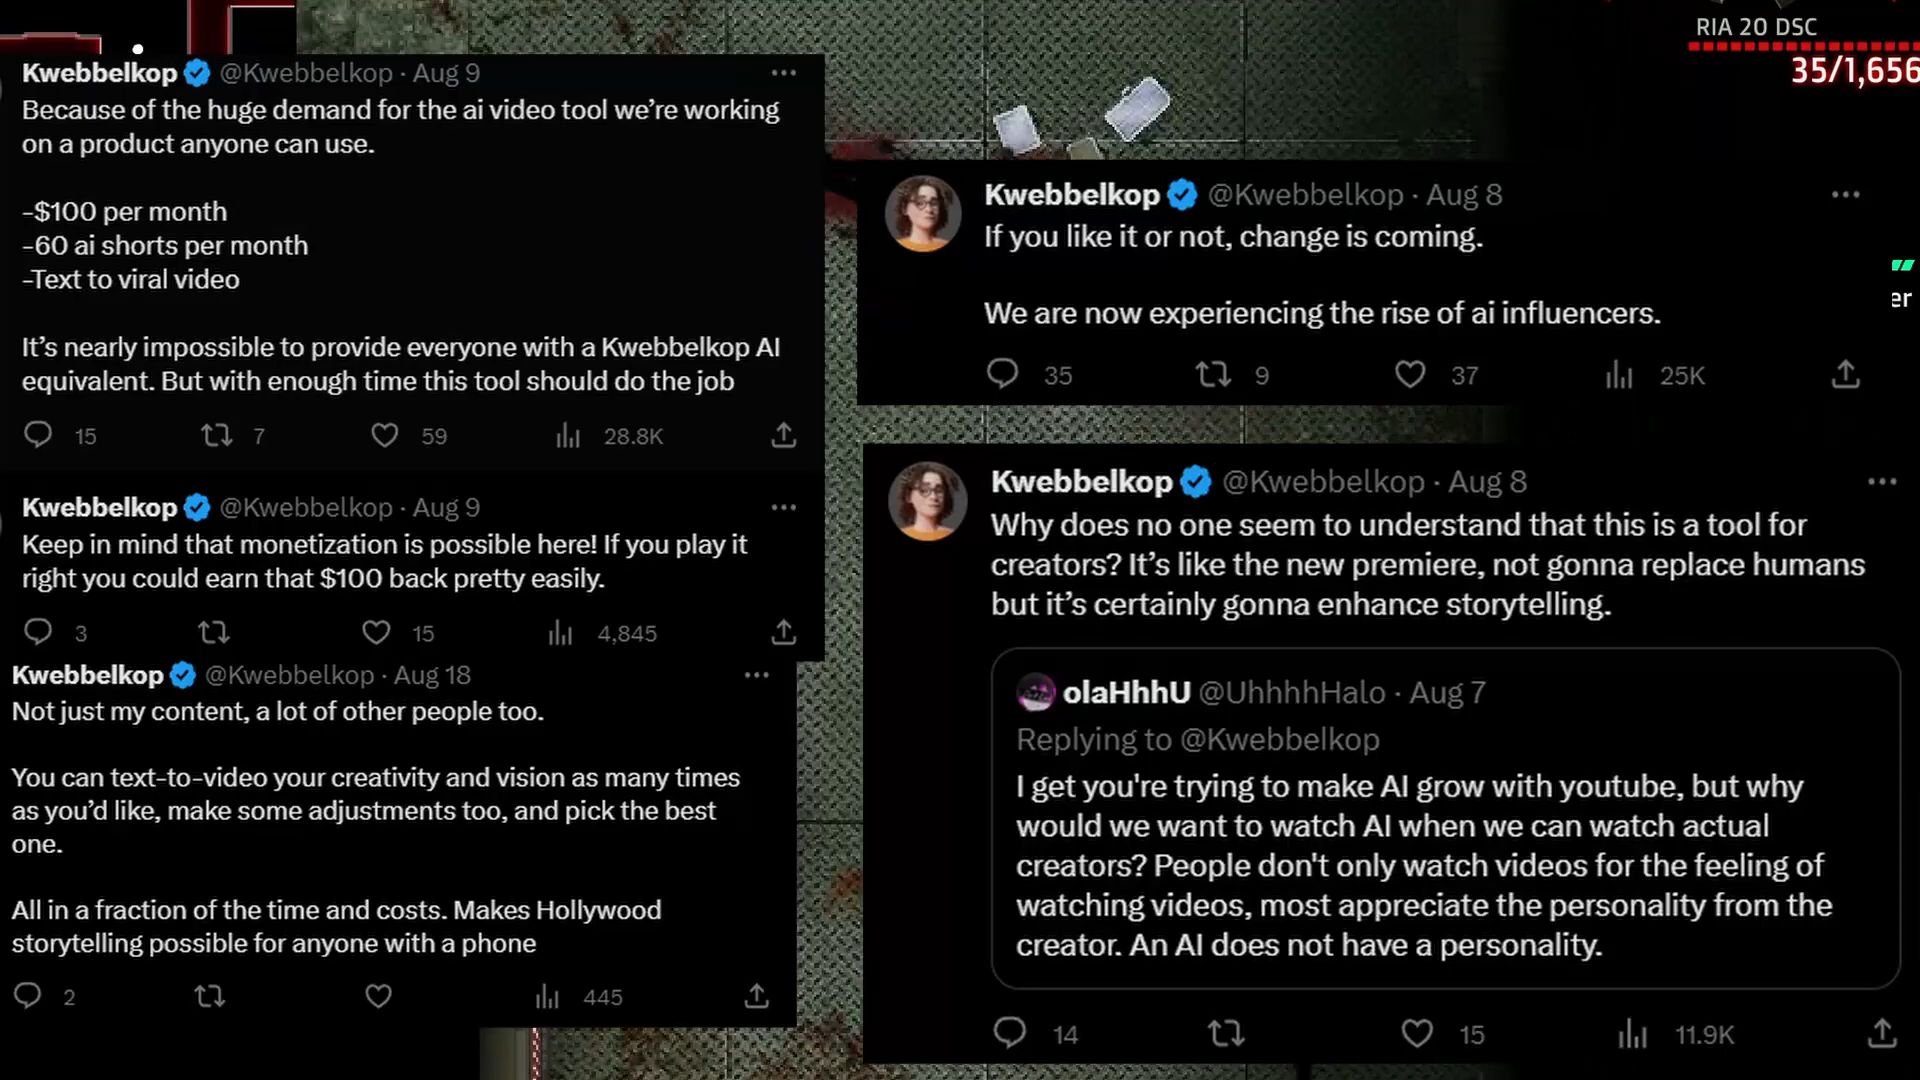 Kwebbelkop @Kwebbelkop · Aug 9
Because of the huge demand for the ai video tool we’re working
on a product anyone can use.
-$100 per month
-60 ai shorts per month
-Text to viral video
It’s nearly impossible to provide everyone with a Kwebbelkop AI
equivalent. But with enough time this tool should do the job
15 7 59 28.8K
Kwebbelkop @Kwebbelkop · Aug 9
Keep in mind that monetization is possible here! If you play it
right you could earn that $100 back pretty easily.
3 15 4,845
Kwebbelkop @Kwebbelkop · Aug 18
Not just my content, a lot of other people too.
You can text-to-video your creativity and vision as many times
as you’d like, make some adjustments too, and pick the best
one.
All in a fraction of the time and costs. Makes Hollywood
storytelling possible for anyone with a phone
2 445
RIA 20 DSC
35/1,656
er
Kwebbelkop @Kwebbelkop · Aug 8
If you like it or not, change is coming.
We are now experiencing the rise of ai influencers.
35 9 37 25K
Kwebbelkop @Kwebbelkop · Aug 8
Why does no one seem to understand that this is a tool for
creators? It’s like the new premiere, not gonna replace humans
but it’s certainly gonna enhance storytelling.
olaHhhU @UhhhhHalo · Aug 7
Replying to @Kwebbelkop
I get you're trying to make AI grow with youtube, but why
would we want to watch AI when we can watch actual
creators? People don't only watch videos for the feeling of
watching videos, most appreciate the personality from the
creator. An AI does not have a personality.
14 15 11.9K